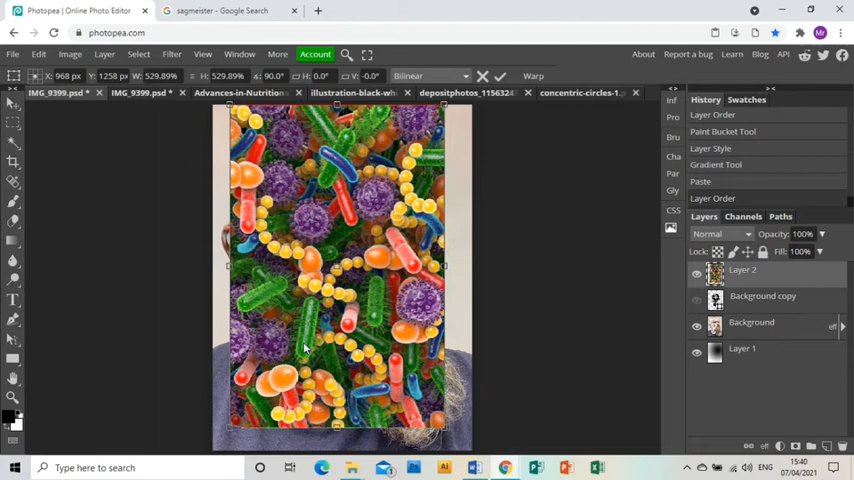 Photopea | Online Photo Editor
sagmeister - Google Search
photopea.com
File Edit Image Layer Select Filter View Window More Account
About Report a bug Learn Blog API
X: 968 px Y: 1258 px W: 529.89% H: 529.89% 90.0° H: 0.0° V: -0.0° Bilinear Warp
IMG_9399.psd * IMG_9399.psd * Advances-in-Nutrition illustration-black-wh depositphotos_11563247 concentric-circles-1.
Inf
Pro
Bru
Cha
Par
Gly
CSS
History Swatches
Layer Order
Paint Bucket Tool
Layer Style
Gradient Tool
Paste
Layer Order
Layers Channels Paths
Normal Opacity: 100%
Lock: Fill: 100%
Layer 2
Background copy
Background eff
Layer 1
eff
Type here to search
ENG
15:40
07/04/2021